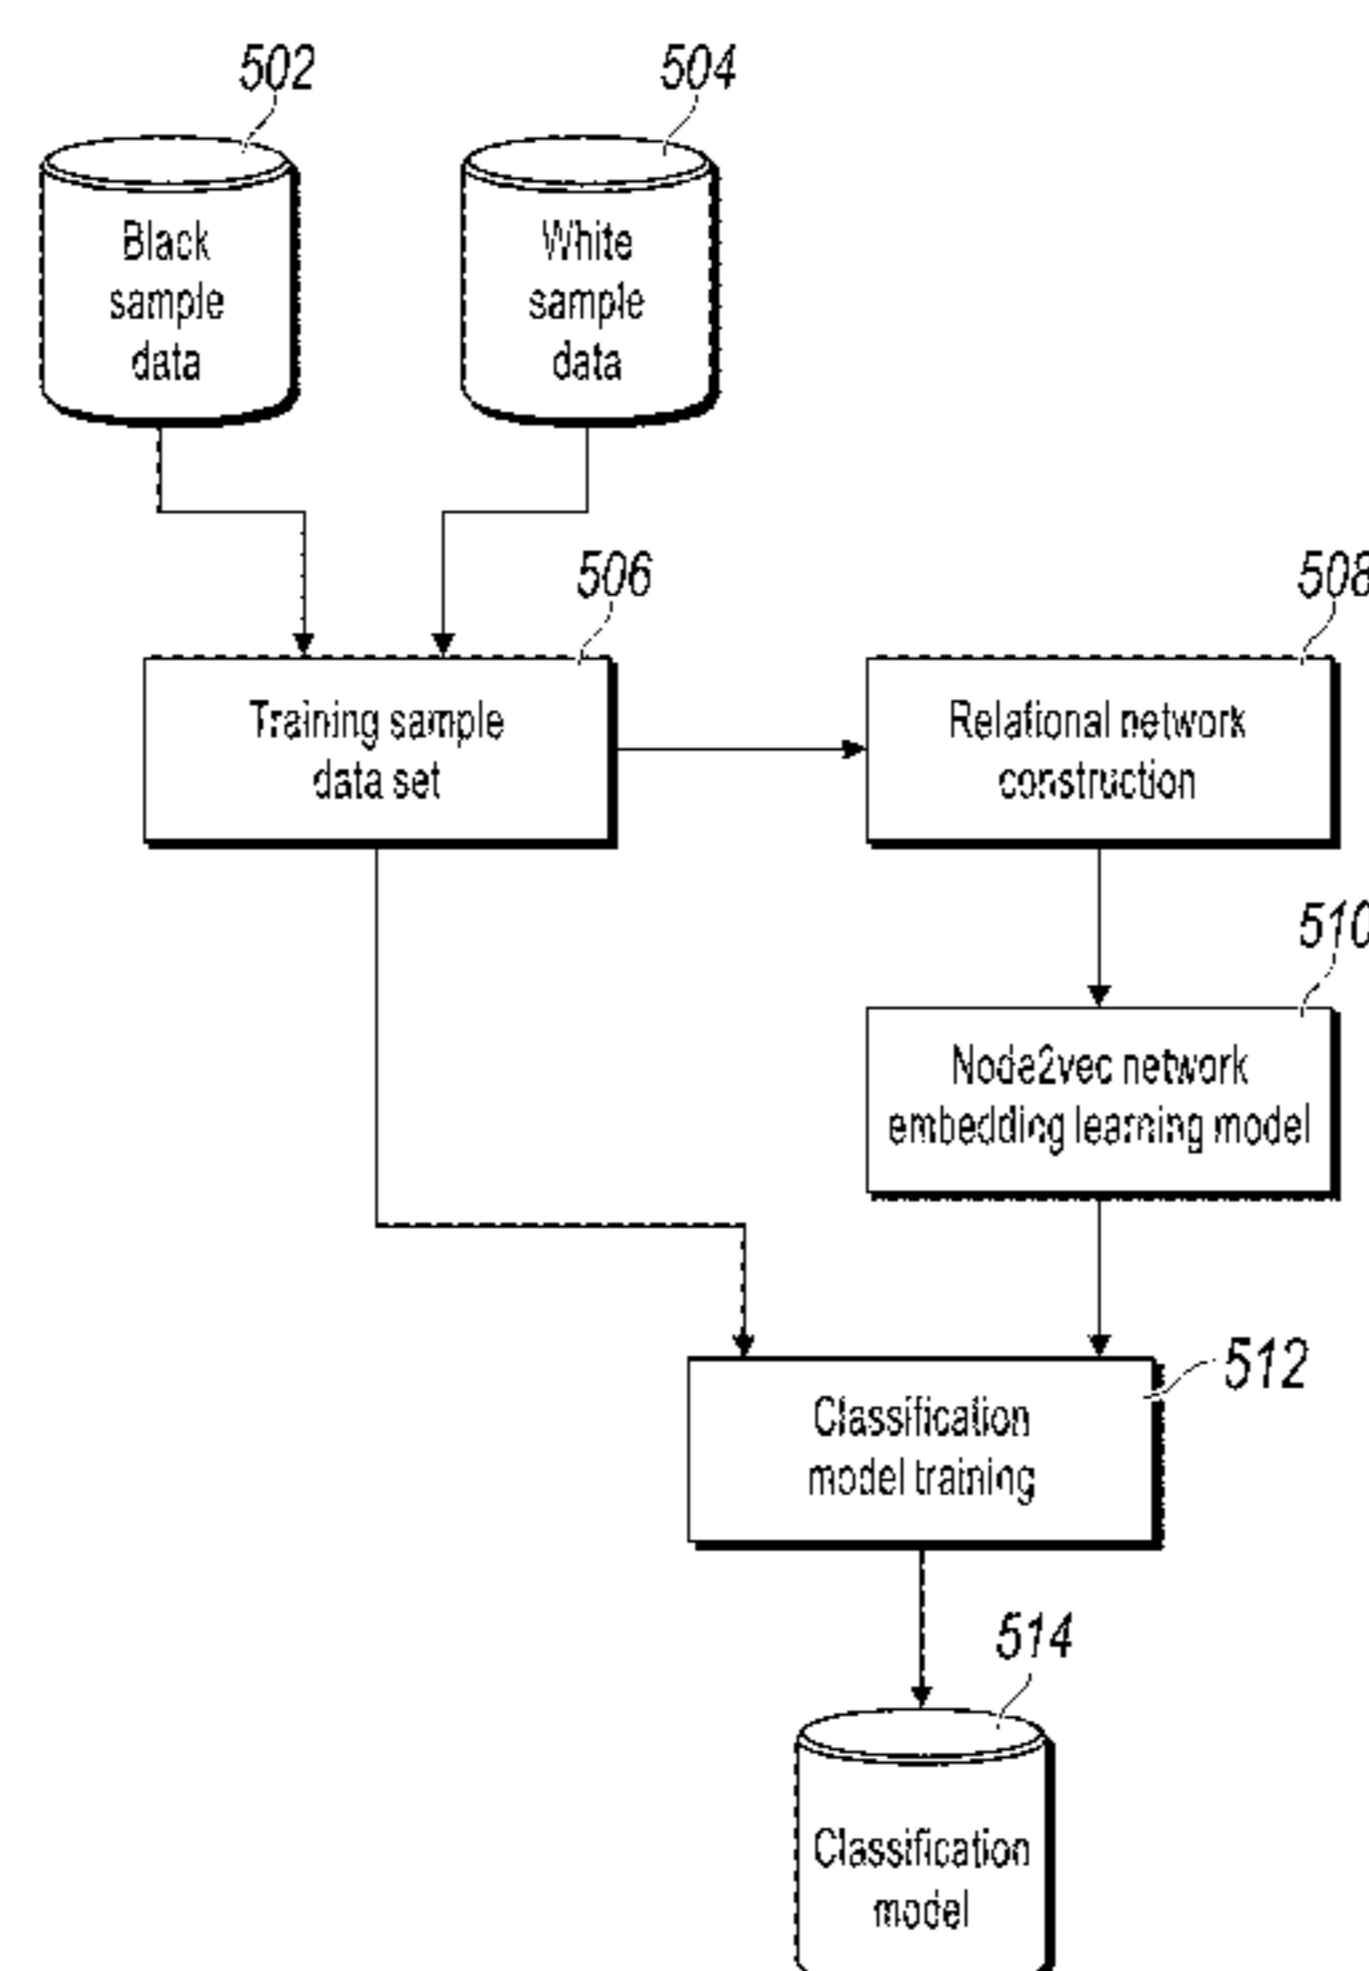 502
504
Black
sample
data
White
sample
data
506
508
Training sample
data set
Relational network
construction
510
Node2vec network
embedding learning model
512
Classification
model training
514
Classification
model